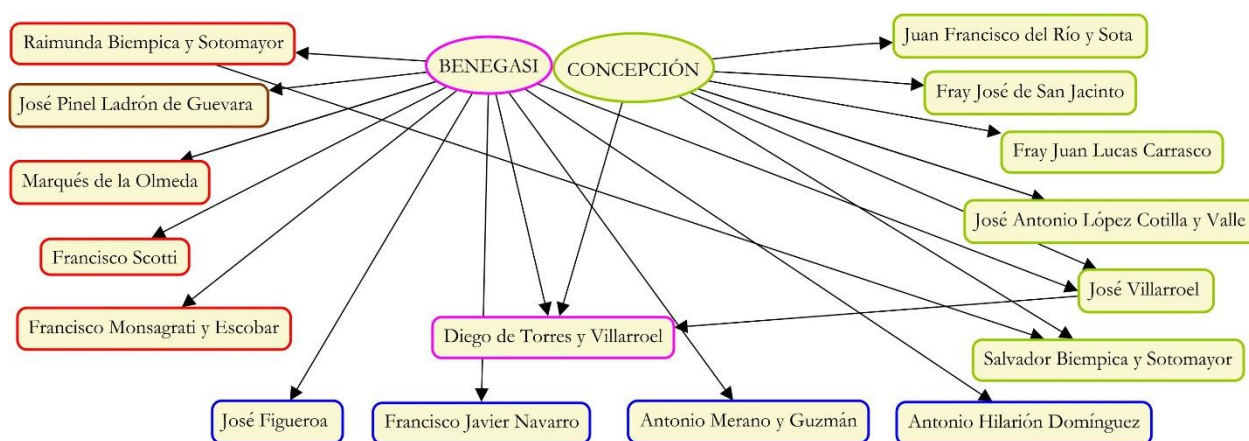 Raimunda Biempica y Sotomayor
BENEGASI
CONCEPCIÓN
Juan Francisco del Río y Sota
José Pinel Ladrón de Guevara
Fray José de San Jacinto
Marqués de la Olmeda
Fray Juan Lucas Carrasco
José Antonio López Cotilla y Valle
Francisco Scotti
José Villarroel
Francisco Monsagrati y Escobar
Diego de Torres y Villarroel
Salvador Biempica y Sotomayor
José Figueroa
Francisco Javier Navarro
Antonio Merano y Guzmán
Antonio Hilarión Domínguez